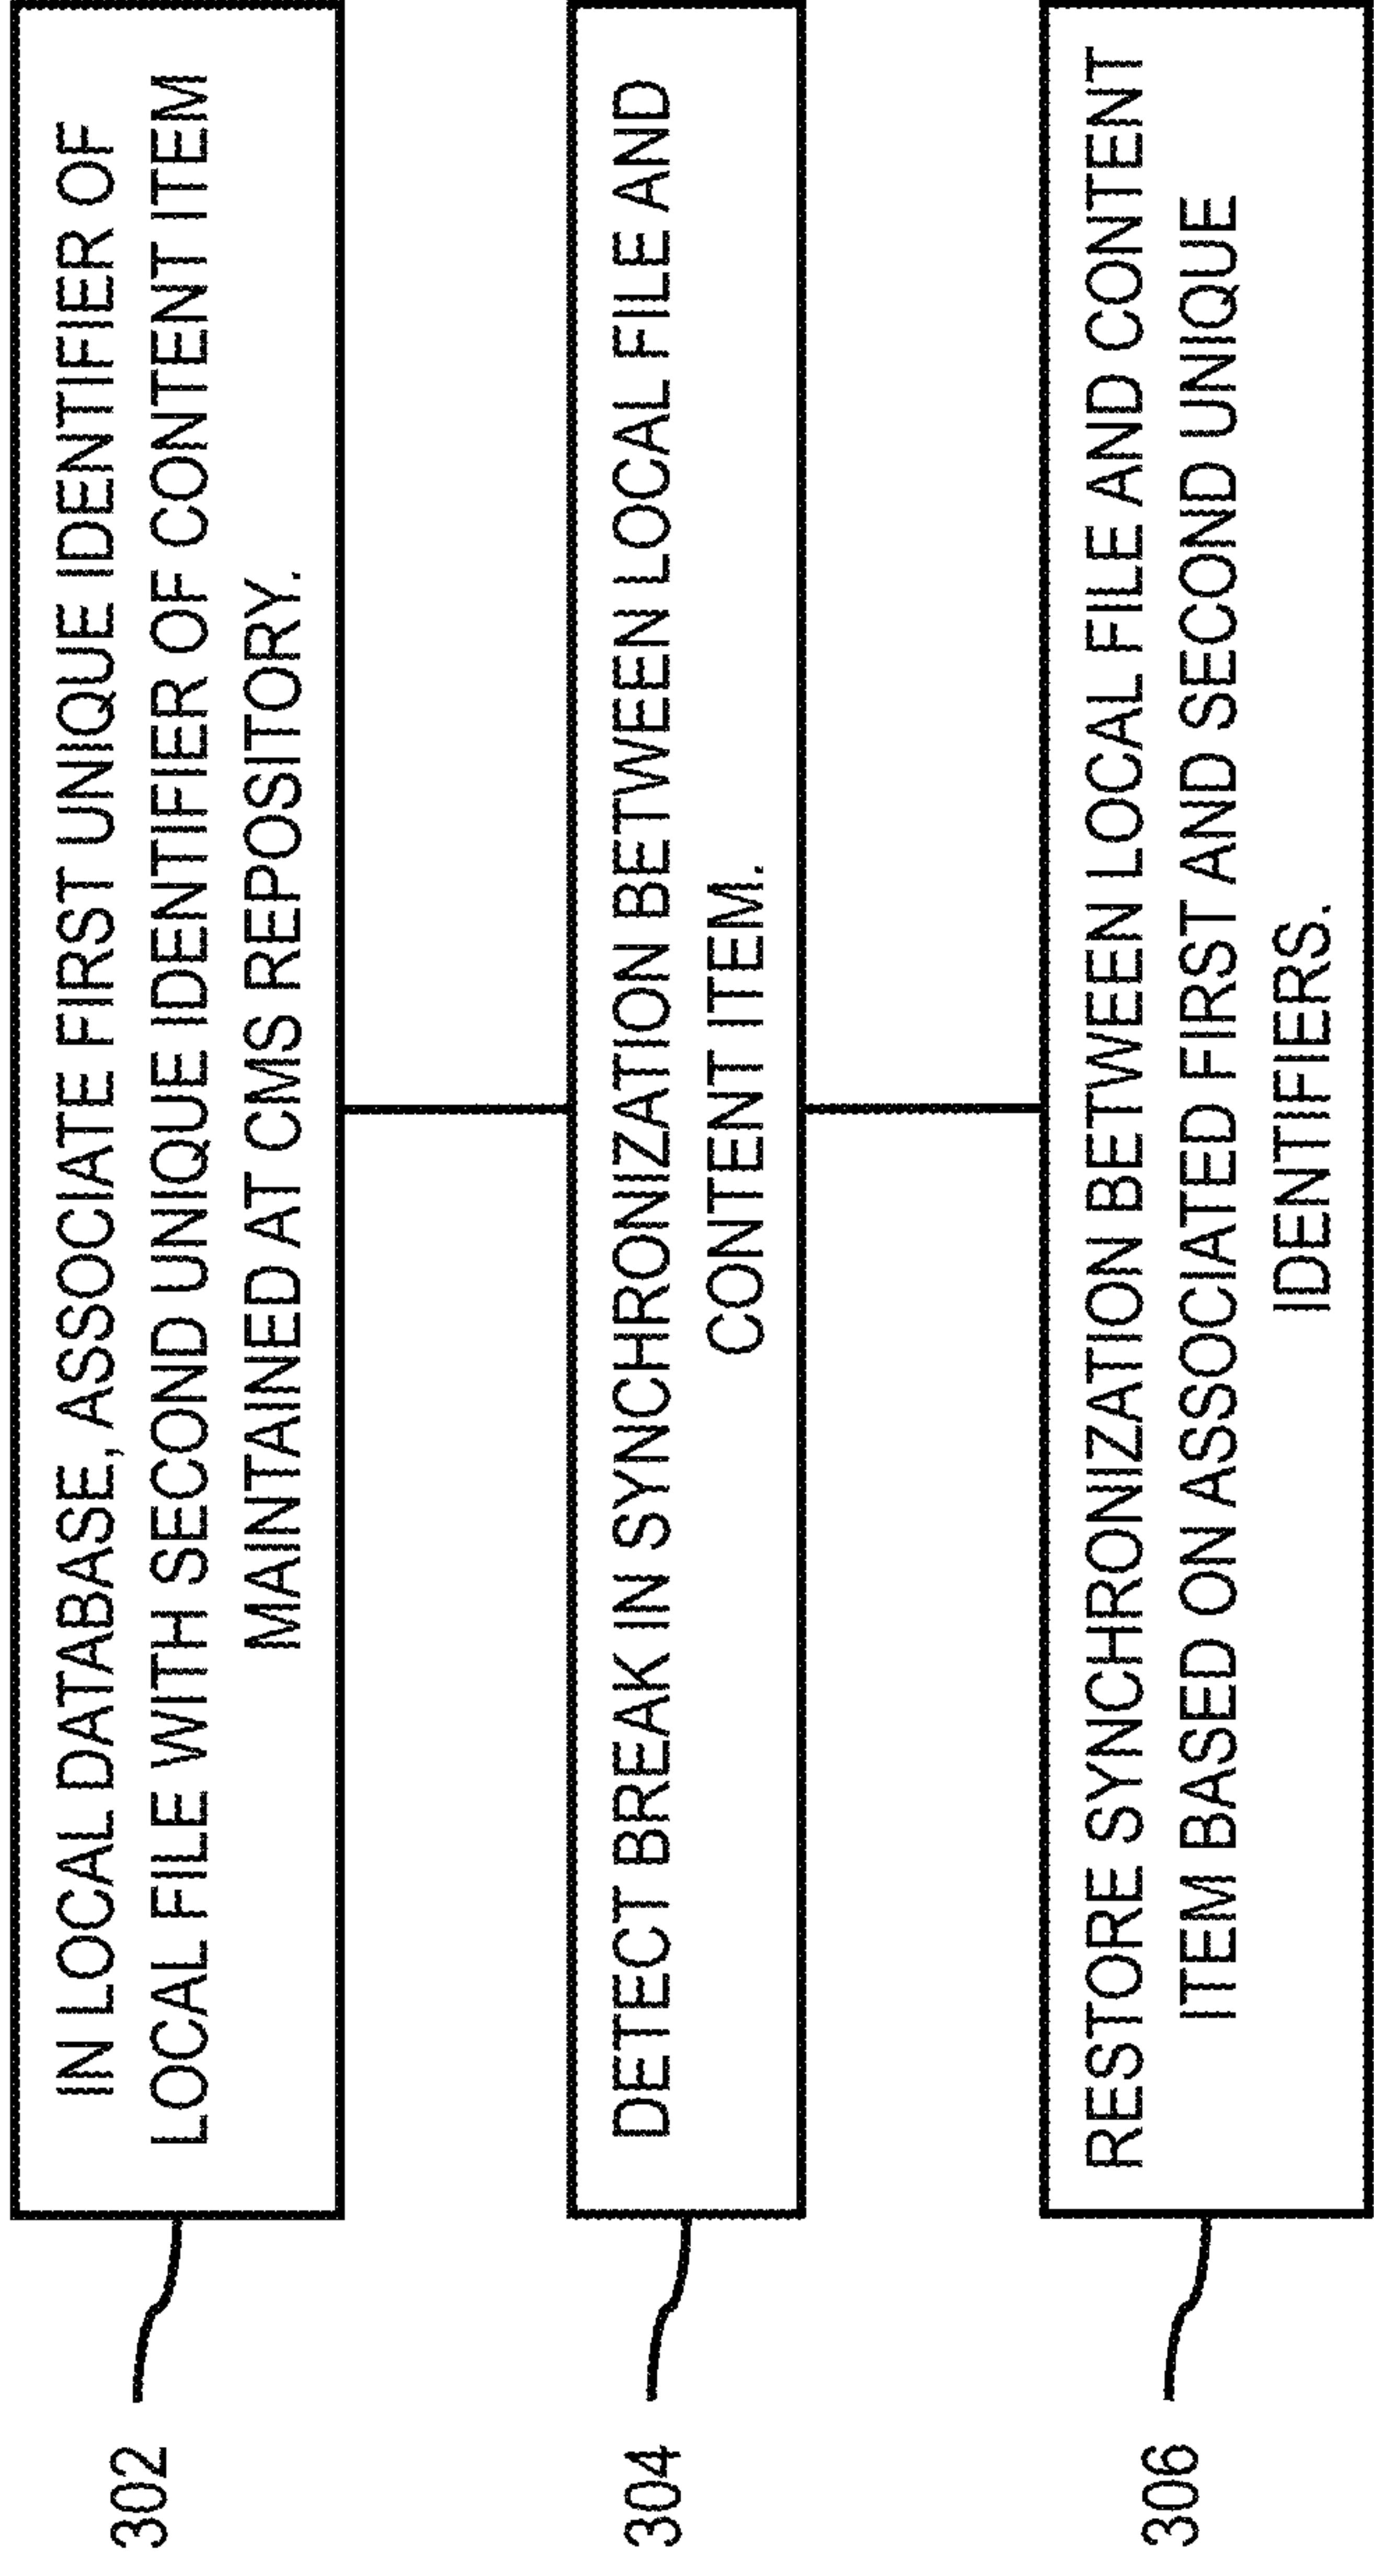 302
IN LOCAL DATABASE, ASSOCIATE FIRST UNIQUE IDENTIFIER OF
LOCAL FILE WITH SECOND UNIQUE IDENTIFIER OF CONTENT ITEM
MAINTAINED AT CMS REPOSITORY.
304
DETECT BREAK IN SYNCHRONIZATION BETWEEN LOCAL FILE AND
CONTENT ITEM.
306
RESTORE SYNCHRONIZATION BETWEEN LOCAL FILE AND CONTENT
ITEM BASED ON ASSOCIATED FIRST AND SECOND UNIQUE
IDENTIFIERS.